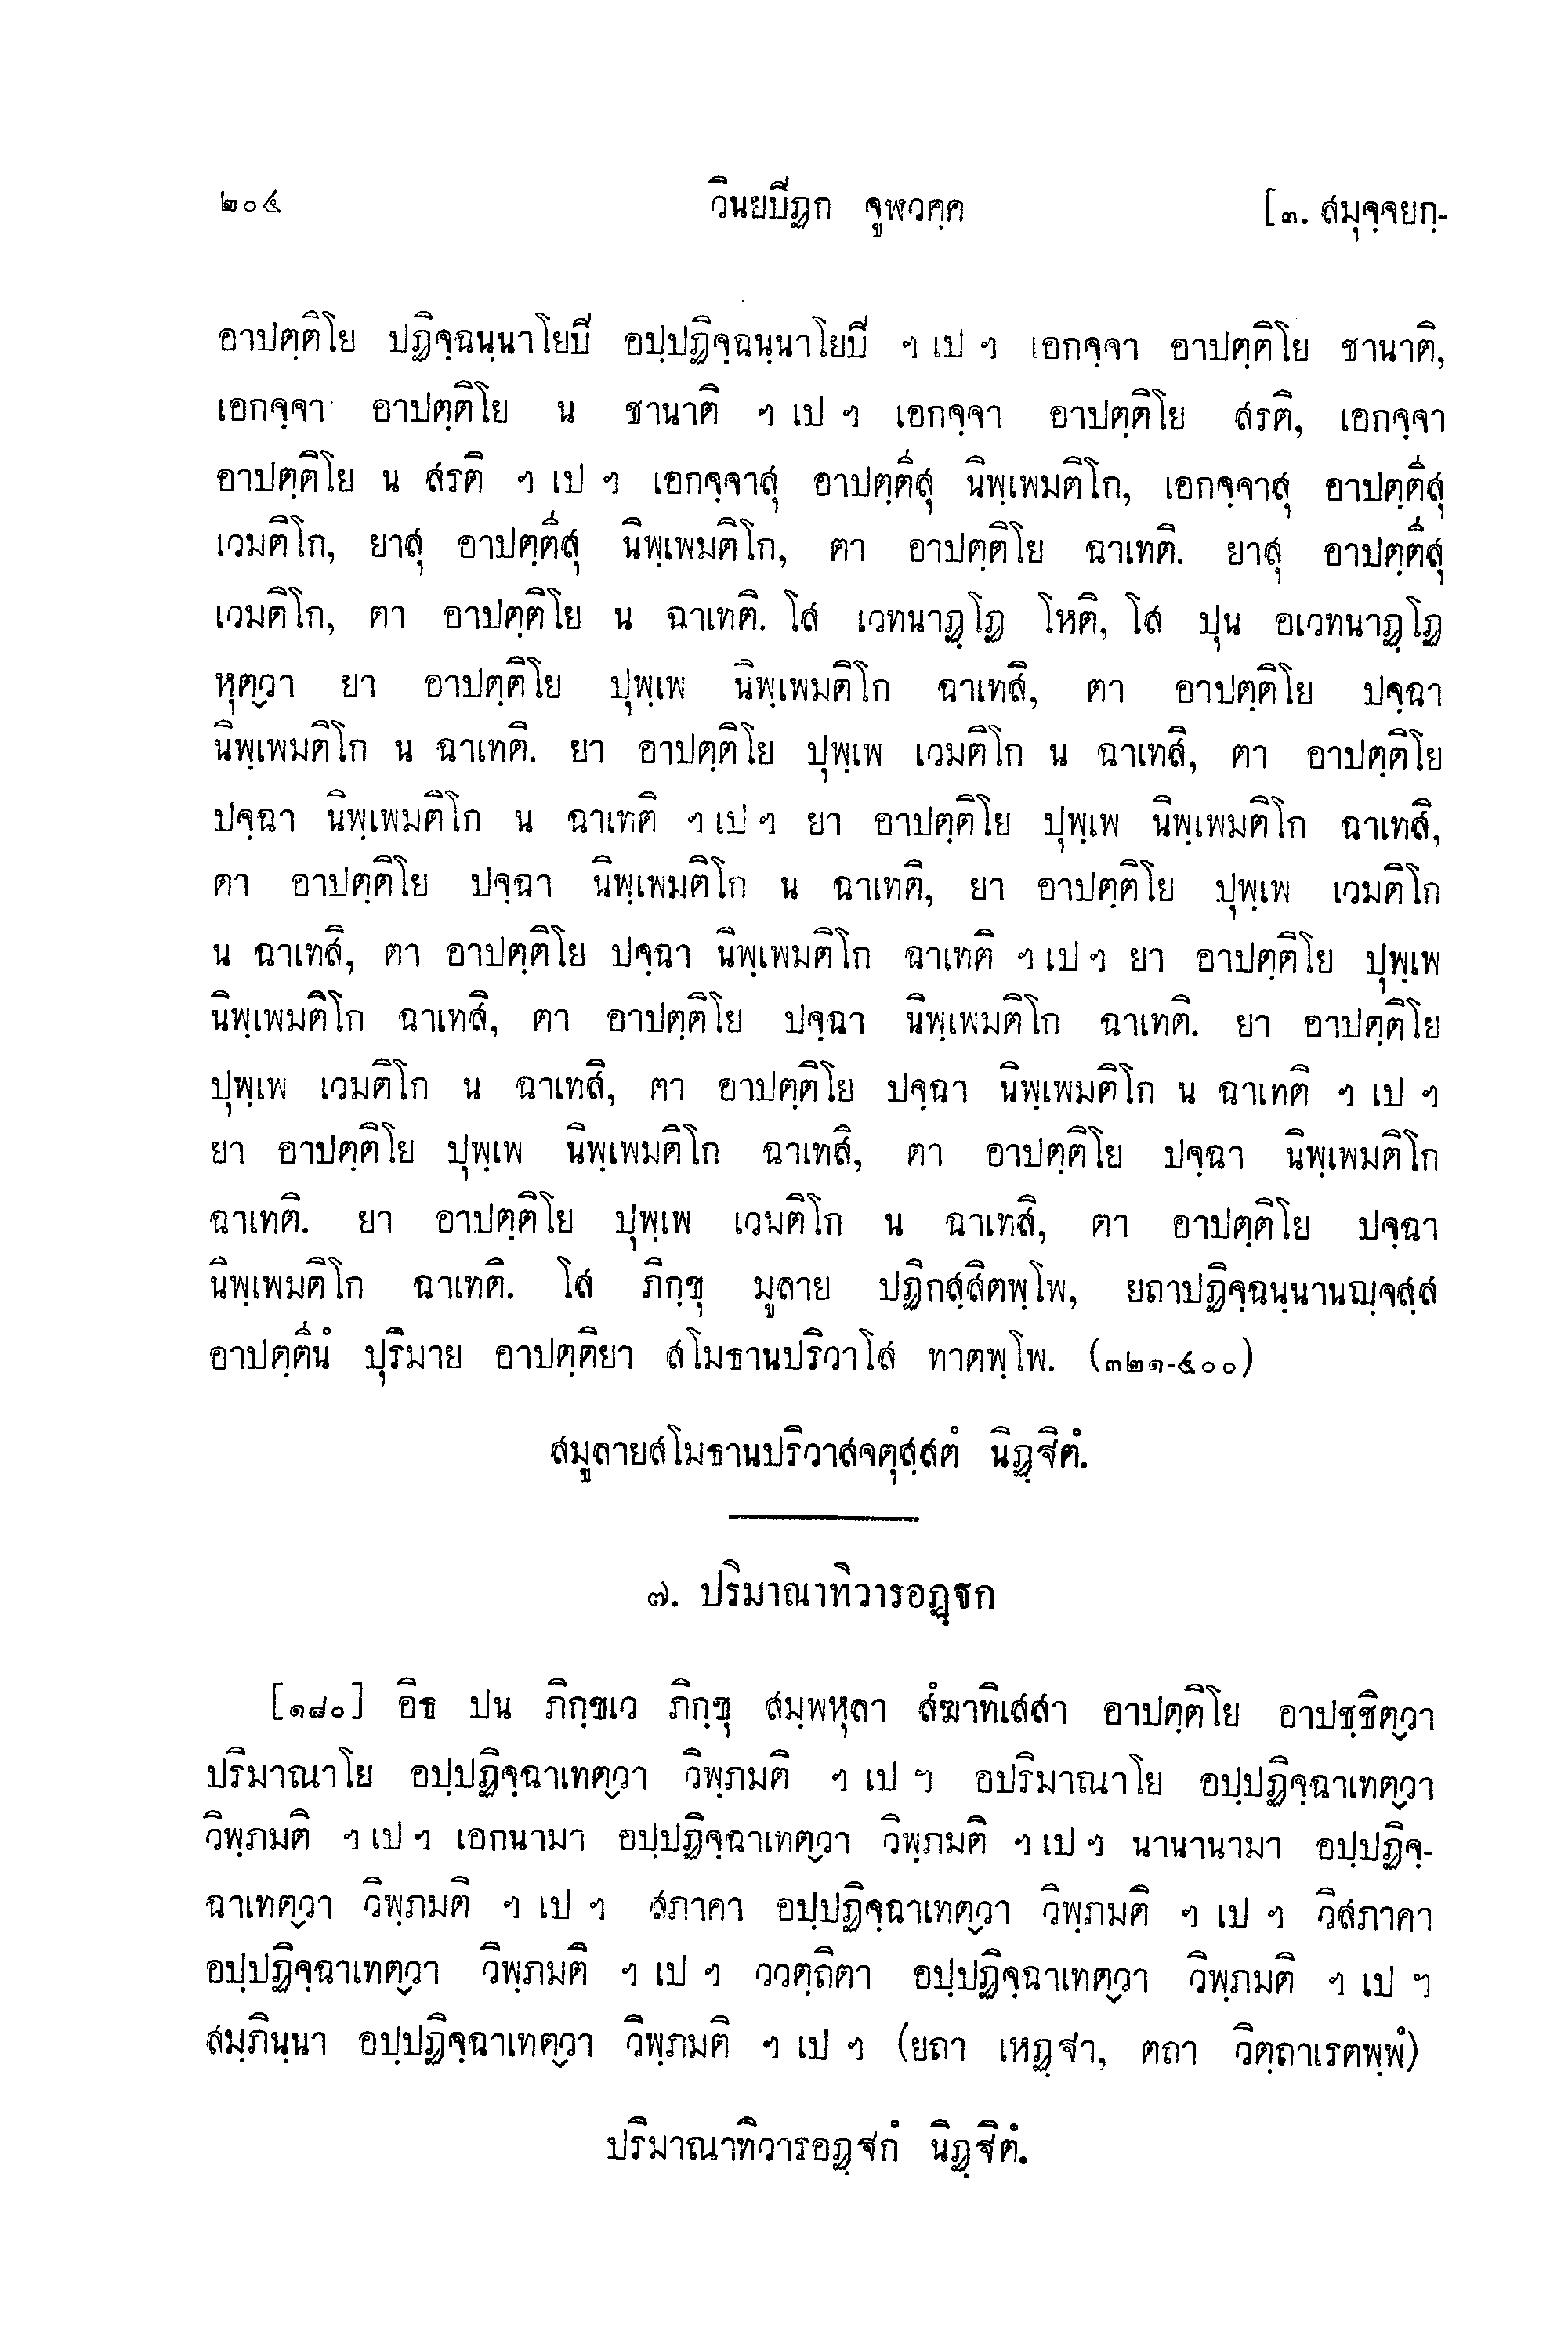 ๒๐๔ วินยปิฏก จูฬวคฺค [๓. สมุจฺจยกฺ-
อาปตฺติโย ปฏิจฺฉนฺนาโยปิ อปฺปฏิจฺฉนฺนาโยปิ ฯ เป ฯ เอกจฺจา อาปตฺติโย ชานาติ,
เอกจฺจา อาปตฺติโย น ชานาติ ฯ เป ฯ เอกจฺจา อาปตฺติโย สรติ, เอกจฺจา
อาปตฺติโย น สรติ ฯ เป ฯ เอกจฺจาสุ อาปตฺตีสุ นิพฺเพมติโก, เอกจฺจาสุ อาปตฺตีสุ
เวมติโก, ยาสุ อาปตฺตีสุ นิพฺเพมติโก, ตา อาปตฺติโย ฉาเทติ. ยาสุ อาปตฺตีสุ
เวมติโก, ตา อาปตฺติโย น ฉาเทติ. โส เวทนาฏฺโฏ โหติ, โส ปุน อเวทนาฏฺโฏ
หุตฺวา ยา อาปตฺติโย ปุพฺเพ นิพฺเพมติโก ฉาเทสิ, ตา อาปตฺติโย ปจฺฉา
นิพฺเพมติโก น ฉาเทติ. ยา อาปตฺติโย ปุพฺเพ เวมติโก น ฉาเทสิ, ตา อาปตฺติโย
ปจฺฉา นิพฺเพมติโก น ฉาเทติ ฯ เป ฯ ยา อาปตฺติโย ปุพฺเพ นิพฺเพมติโก ฉาเทสิ,
ตา อาปตฺติโย ปจฺฉา นิพฺเพมติโก น ฉาเทติ, ยา อาปตฺติโย ปุพฺเพ เวมติโก
น ฉาเทสิ, ตา อาปตฺติโย ปจฺฉา นิพฺเพมติโก ฉาเทติ ฯ เป ฯ ยา อาปตฺติโย ปุพฺเพ
นิพฺเพมติโก ฉาเทสิ, ตา อาปตฺติโย ปจฺฉา นิพฺเพมติโก ฉาเทติ. ยา อาปตฺติโย
ปุพฺเพ เวมติโก น ฉาเทสิ, ตา อาปตฺติโย ปจฺฉา นิพฺเพมติโก น ฉาเทติ ฯ เป ฯ
ยา อาปตฺติโย ปุพฺเพ นิพฺเพมติโก ฉาเทสิ, ตา อาปตฺติโย ปจฺฉา นิพฺเพมติโก
ฉาเทติ. ยา อาปตฺติโย ปุพฺเพ เวมติโก น ฉาเทสิ, ตา อาปตฺติโย ปจฺฉา
นิพฺเพมติโก ฉาเทติ. โส ภิกฺขุ มูลาย ปฏิกสฺสิตพฺโพ, ยถาปฏิจฺฉนฺนานญฺจสฺส
อาปตฺตีนํ ปุริมาย อาปตฺติยา สโมธานปริวาโส ทาตพฺโพ. (๓๒๑-๔๐๐)
สมูลายสโมธานปริวาสจตุสฺสตํ นิฏฺฐิตํ.
๗. ปริมาณาทิวารอฏฺฐก
[๑๘๐] อิธ ปน ภิกฺขเว ภิกฺขุ สมฺพหุลา สํฆาทิเสสา อาปตฺติโย อาปชฺชิตฺวา
ปริมาณาโย อปฺปฏิจฺฉาเทตฺวา วิพฺภมติ ฯ เป ฯ อปริมาณาโย อปฺปฏิจฺฉาเทตฺวา
วิพฺภมติ ฯ เป ฯ เอกนามา อปฺปฏิจฺฉาเทตฺวา วิพฺภมติ ฯ เป ฯ นานานามา อปฺปฏิจฺ-
ฉาเทตฺวา วิพฺภมติ ฯ เป ฯ สภาคา อปฺปฏิจฺฉาเทตฺวา วิพฺภมติ ฯ เป ฯ วิสภาคา
อปฺปฏิจฺฉาเทตฺวา วิพฺภมติ ฯ เป ฯ ววตฺถิตา อปฺปฏิจฺฉาเทตฺวา วิพฺภมติ ฯ เป ฯ
สมฺภินฺนา อปฺปฏิจฺฉาเทตฺวา วิพฺภมติ ฯ เป ฯ (ยถา เหฏฺฐา, ตถา วิตฺถาเรตพฺพํ)
ปริมาณาทิวารอฏฺฐกํ นิฏฺฐิตํ.